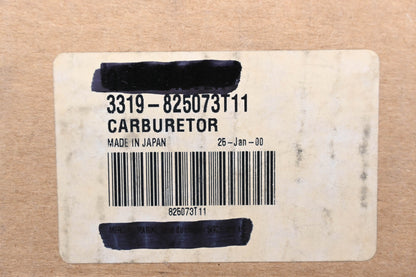 3319-825073T11
CARBURETOR
MADE IN JAPAN 25-Jan-00
825073T11